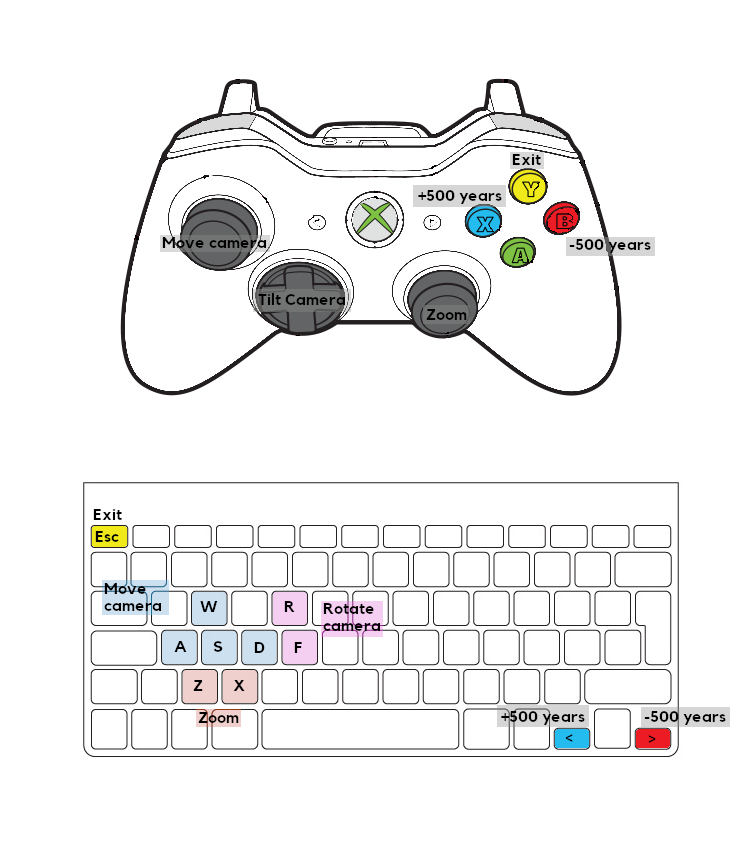 Exit
Y
+500 years
X
B
-500 years
A
Move camera
Tilt Camera
Zoom
Exit
Esc
Move
camera
W
R
Rotate
camera
A
S
D
F
Z
X
Zoom
+500 years
-500 years
<
>